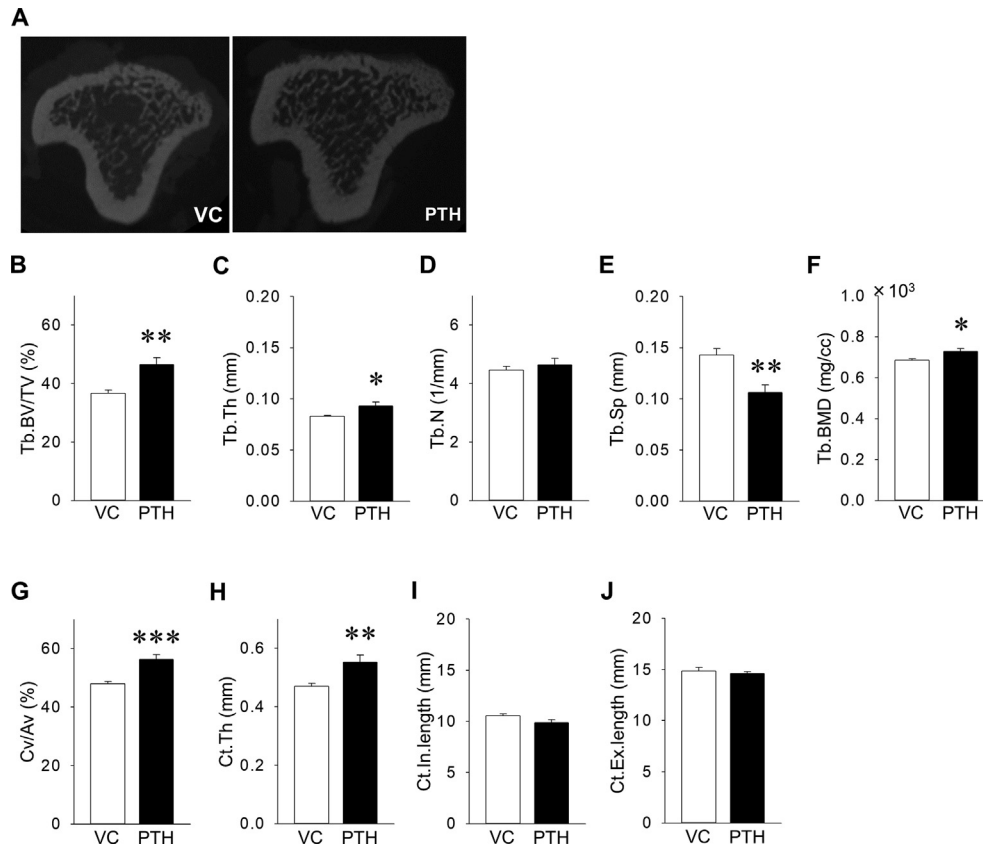 A
VC
PTH
B
Tb.BV/TV (%)
60
40
20
0
**
VC
PTH
C
Tb.Th (mm)
0.20
0.15
0.10
0.05
0.00
*
VC
PTH
D
Tb.N (1/mm)
6
4
2
0
VC
PTH
E
Tb.Sp (mm)
0.20
0.15
0.10
0.05
0.00
**
VC
PTH
F
×10³
Tb.BMD (mg/cc)
1.0
0.8
0.6
0.4
0.2
0.0
*
VC
PTH
G
Cv/Av (%)
60
40
20
0
***
VC
PTH
H
Ct.Th (mm)
0.6
0.4
0.2
0.0
**
VC
PTH
I
Ct.In.length (mm)
20
15
10
5
0
VC
PTH
J
Ct.Ex.length (mm)
20
15
10
5
0
VC
PTH